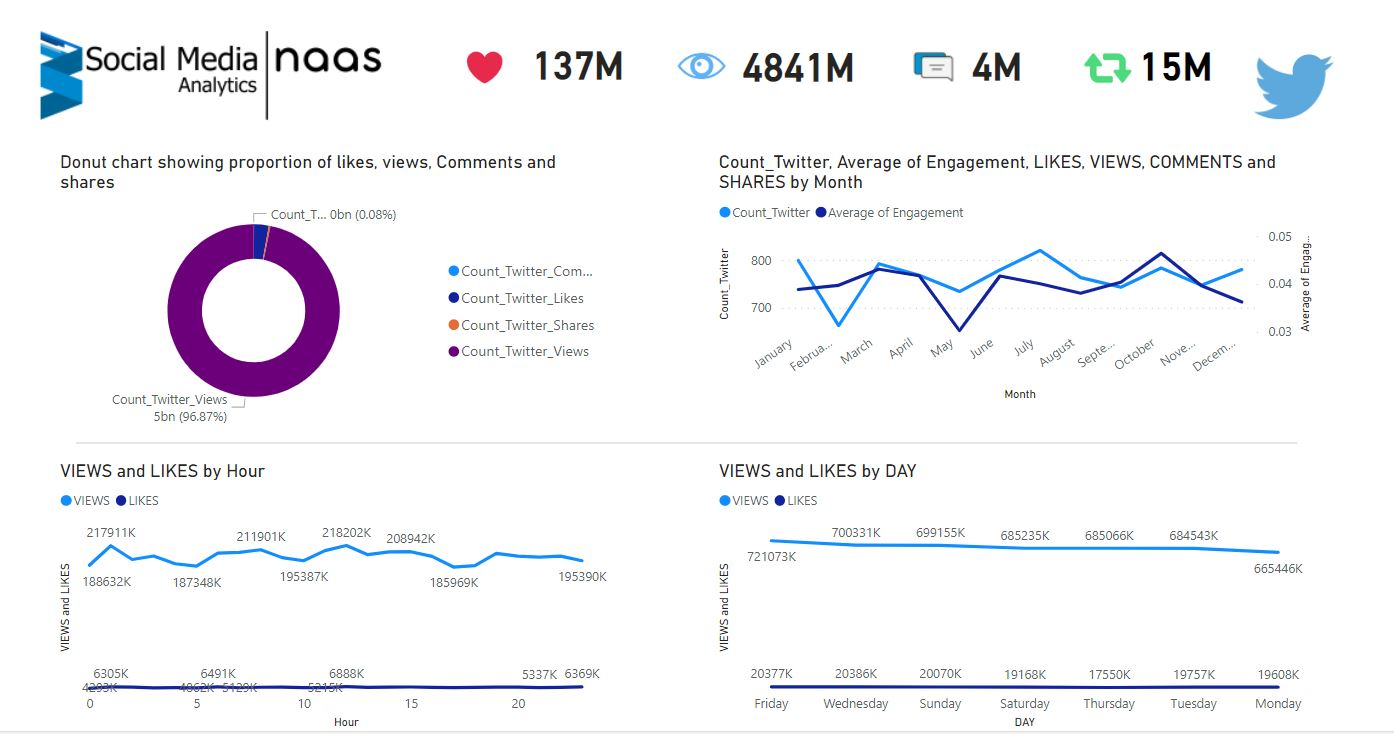 Social Media
Analytics
naas
137M
4841M
4M
15M
Donut chart showing proportion of likes, views, Comments and
shares
Count_T... 0bn (0.08%)
Count_Twitter_Com...
Count_Twitter_Likes
Count_Twitter_Shares
Count_Twitter_Views
Count_Twitter_Views
5bn (96.87%)
Count_Twitter, Average of Engagement, LIKES, VIEWS, COMMENTS and
SHARES by Month
Count_Twitter Average of Engagement
Count_Twitter
800
700
0.05
0.04
0.03
Average of Engag...
January Februa... March April May June July August Septe... October Nove... Decem...
Month
VIEWS and LIKES by Hour
VIEWS LIKES
VIEWS and LIKES
217911K 211901K 218202K 208942K
188632K 187348K 195387K 185969K 195390K
6305K 6491K 6888K 5337K 6369K
4293K 4862K 5129K 5215K
0 5 10 15 20
Hour
VIEWS and LIKES by DAY
VIEWS LIKES
VIEWS and LIKES
721073K 700331K 699155K 685235K 685066K 684543K 665446K
20377K 20386K 20070K 19168K 17550K 19757K 19608K
Friday Wednesday Sunday Saturday Thursday Tuesday Monday
DAY